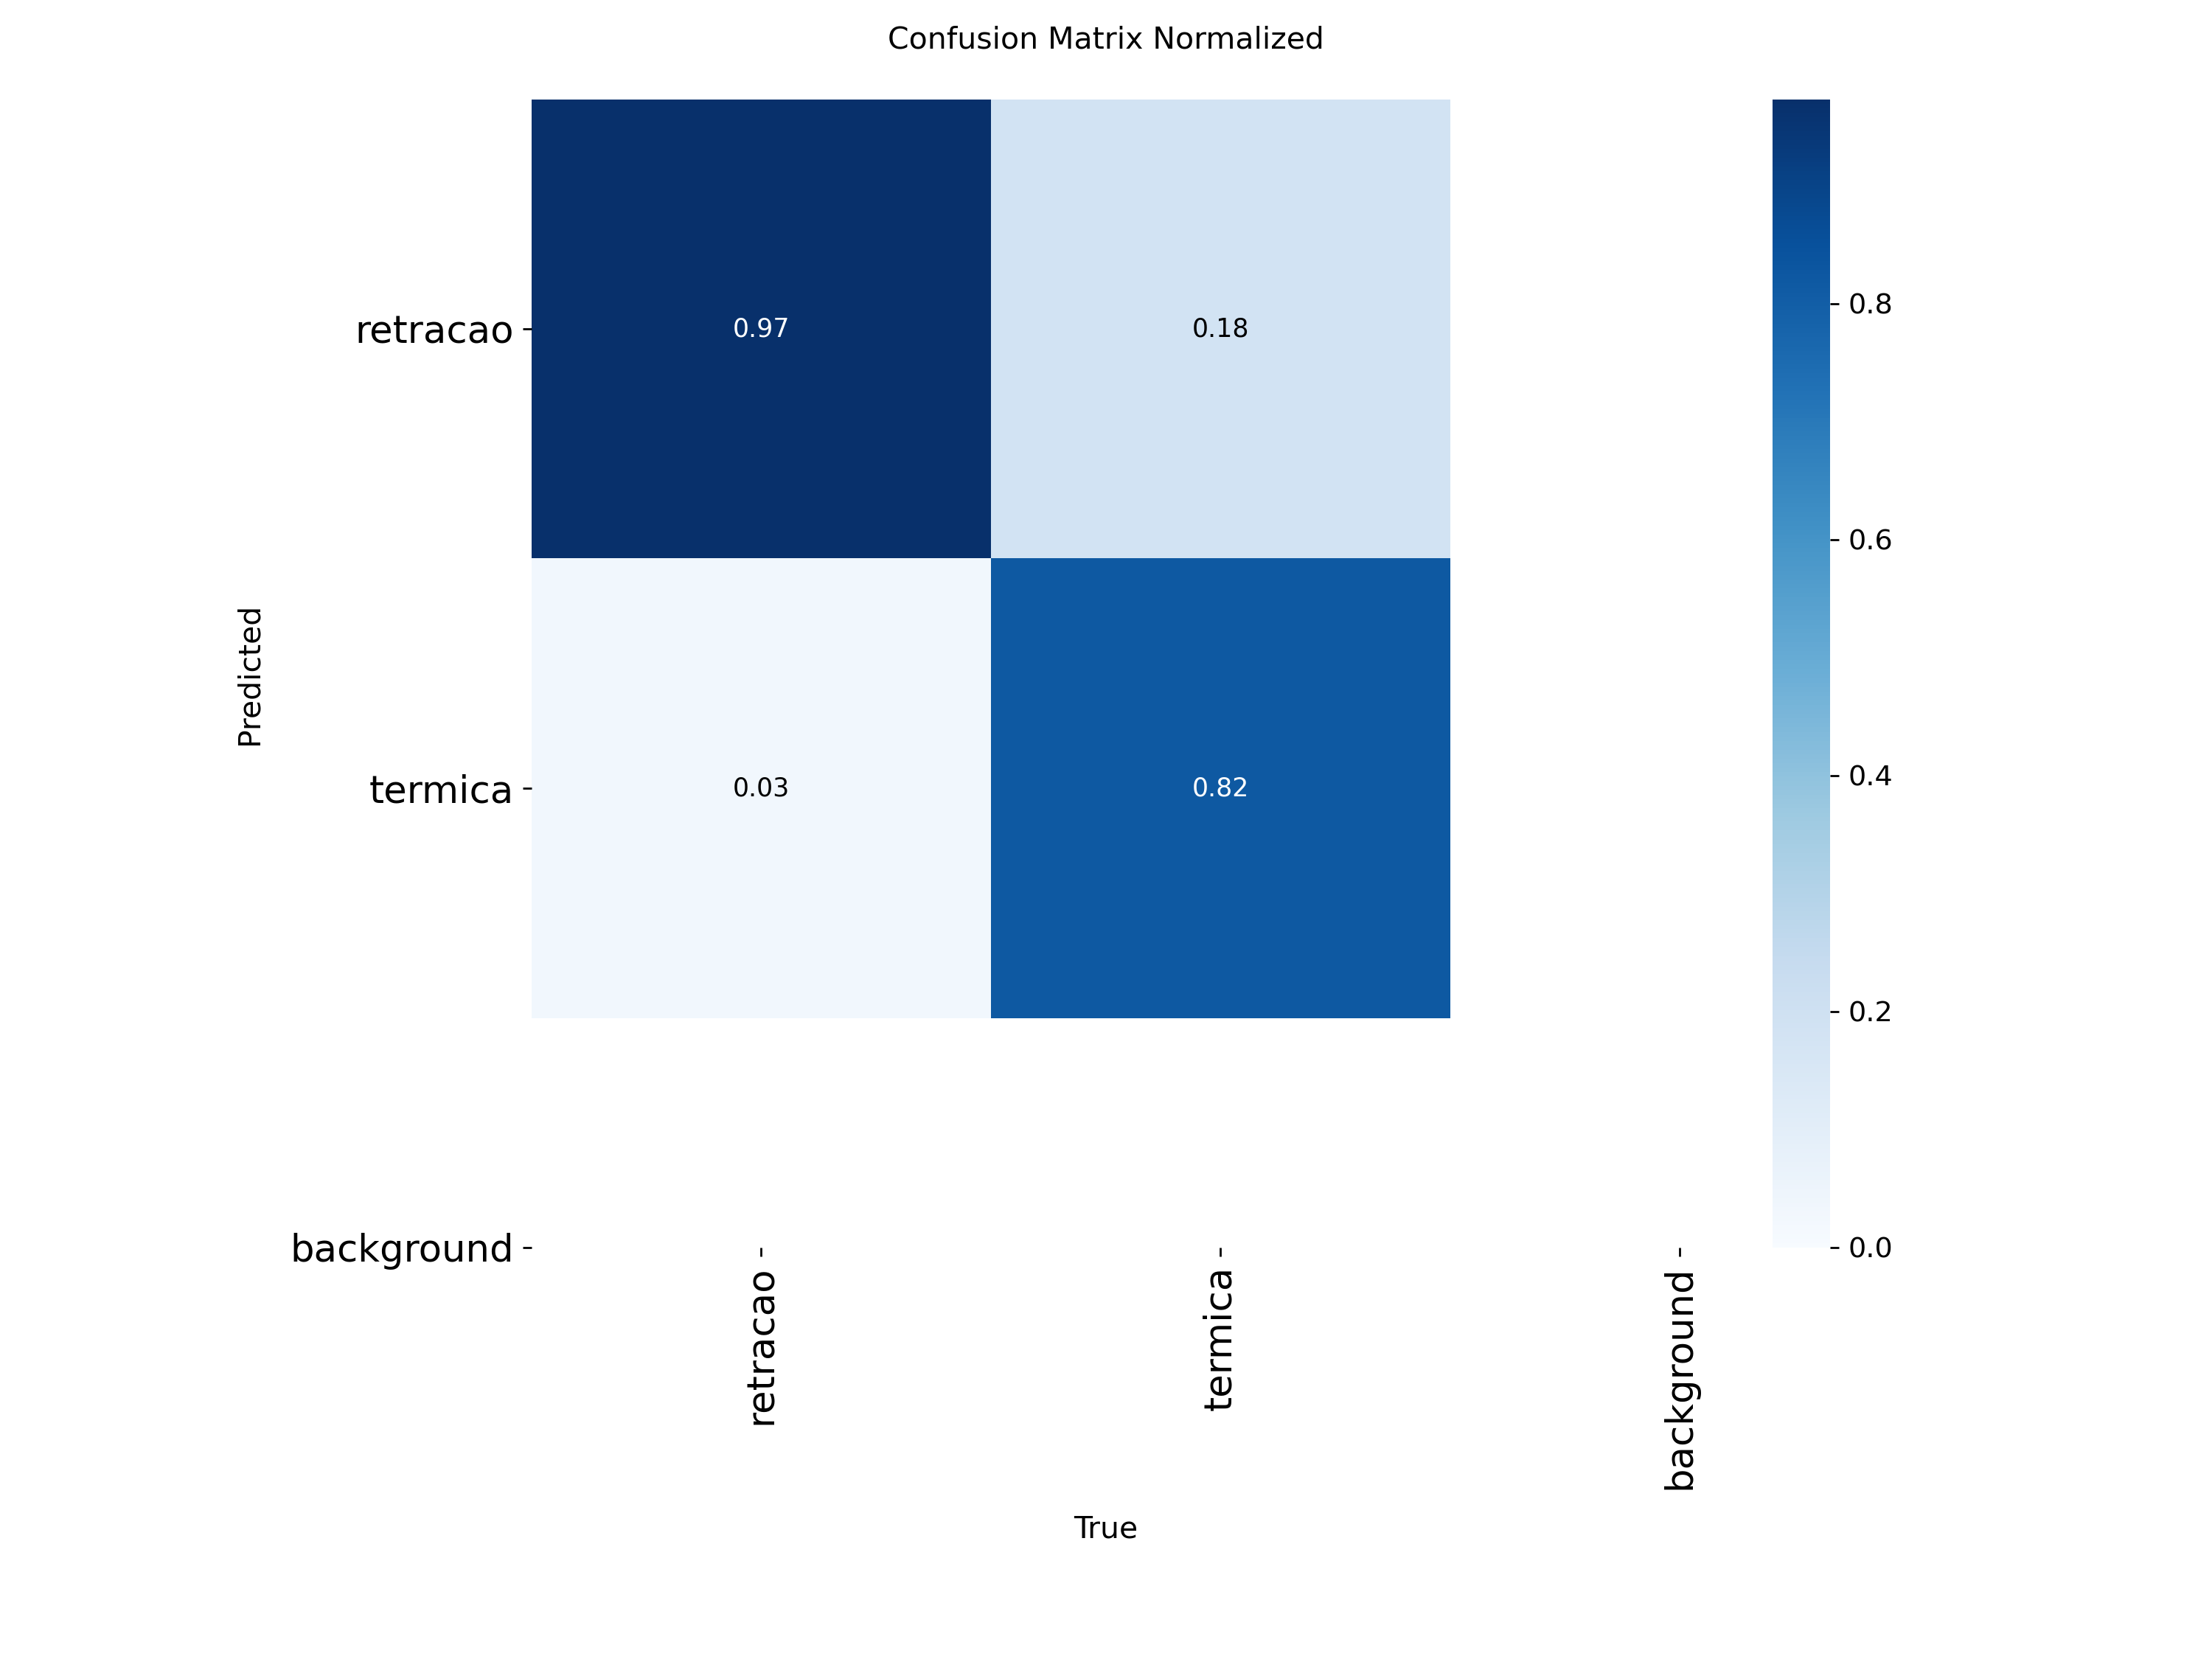 Confusion Matrix Normalized
retracao
0.97
0.18
0.8
0.6
Predicted
termica
0.03
0.82
0.4
0.2
background
0.0
retracao
termica
background
True